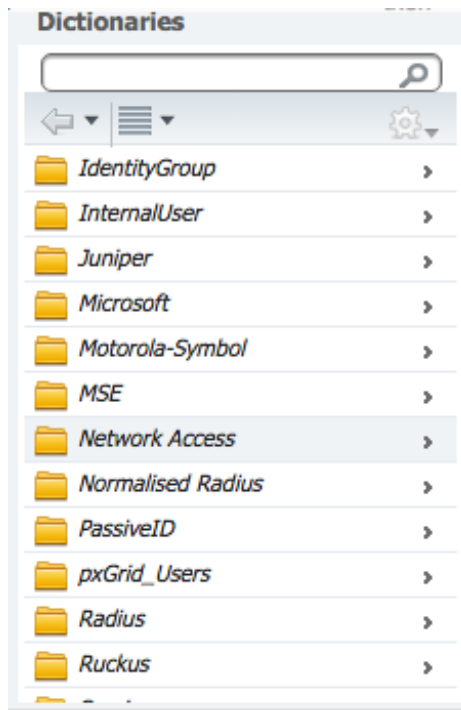 Dictionaries
IdentityGroup
InternalUser
Juniper
Microsoft
Motorola-Symbol
MSE
Network Access
Normalised Radius
PassiveID
pxGrid_Users
Radius
Ruckus